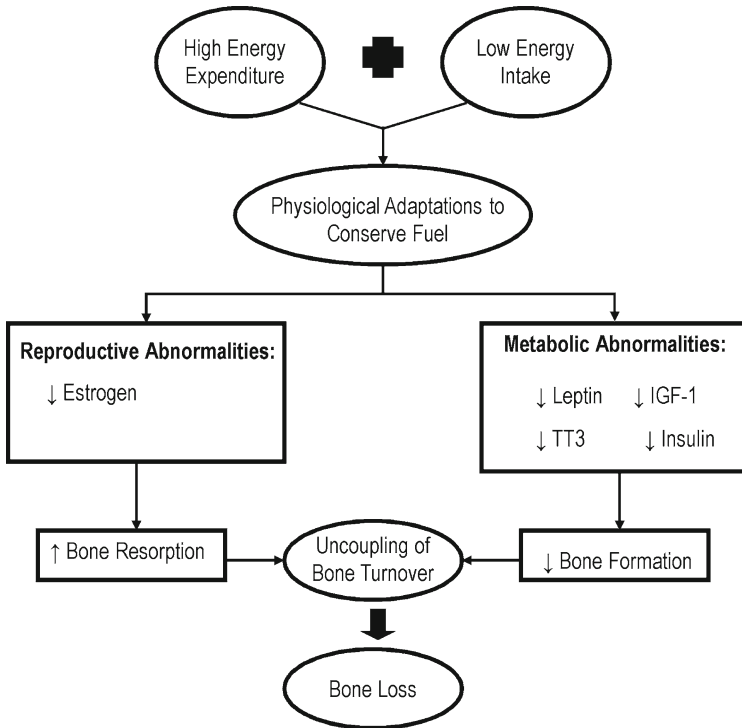 High Energy
Expenditure
Low Energy
Intake
Physiological Adaptations to
Conserve Fuel
Reproductive Abnormalities:
↓ Estrogen
Metabolic Abnormalities:
↓ Leptin ↓ IGF-1
↓ TT3 ↓ Insulin
↑ Bone Resorption
Uncoupling of
Bone Turnover
↓ Bone Formation
Bone Loss